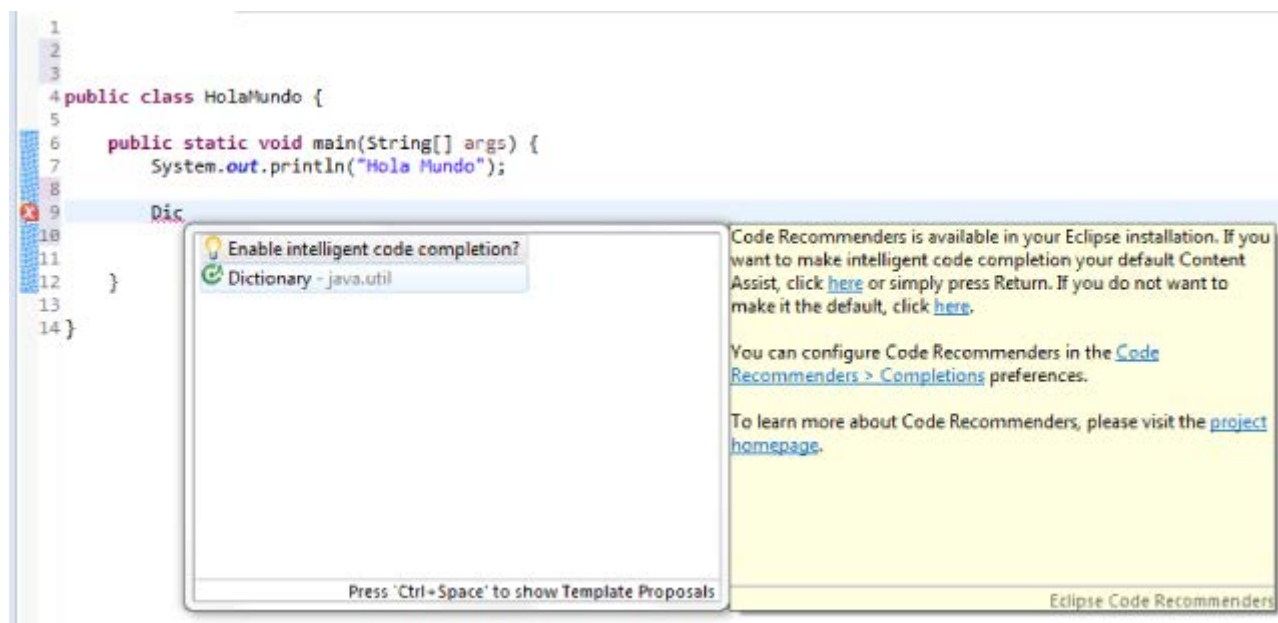 1
2
3
4 public class HolaMundo {
5
6 public static void main(String[] args) {
7 System.out.println("Hola Mundo");
8
9 Dic
10
11
12 }
13
14 }
Enable intelligent code completion?
Dictionary - java.util
Press 'Ctrl+Space' to show Template Proposals
Code Recommenders is available in your Eclipse installation. If you
want to make intelligent code completion your default Content
Assist, click here or simply press Return. If you do not want to
make it the default, click here.
You can configure Code Recommenders in the Code
Recommenders > Completions preferences.
To learn more about Code Recommenders, please visit the project
homepage.
Eclipse Code Recommenders